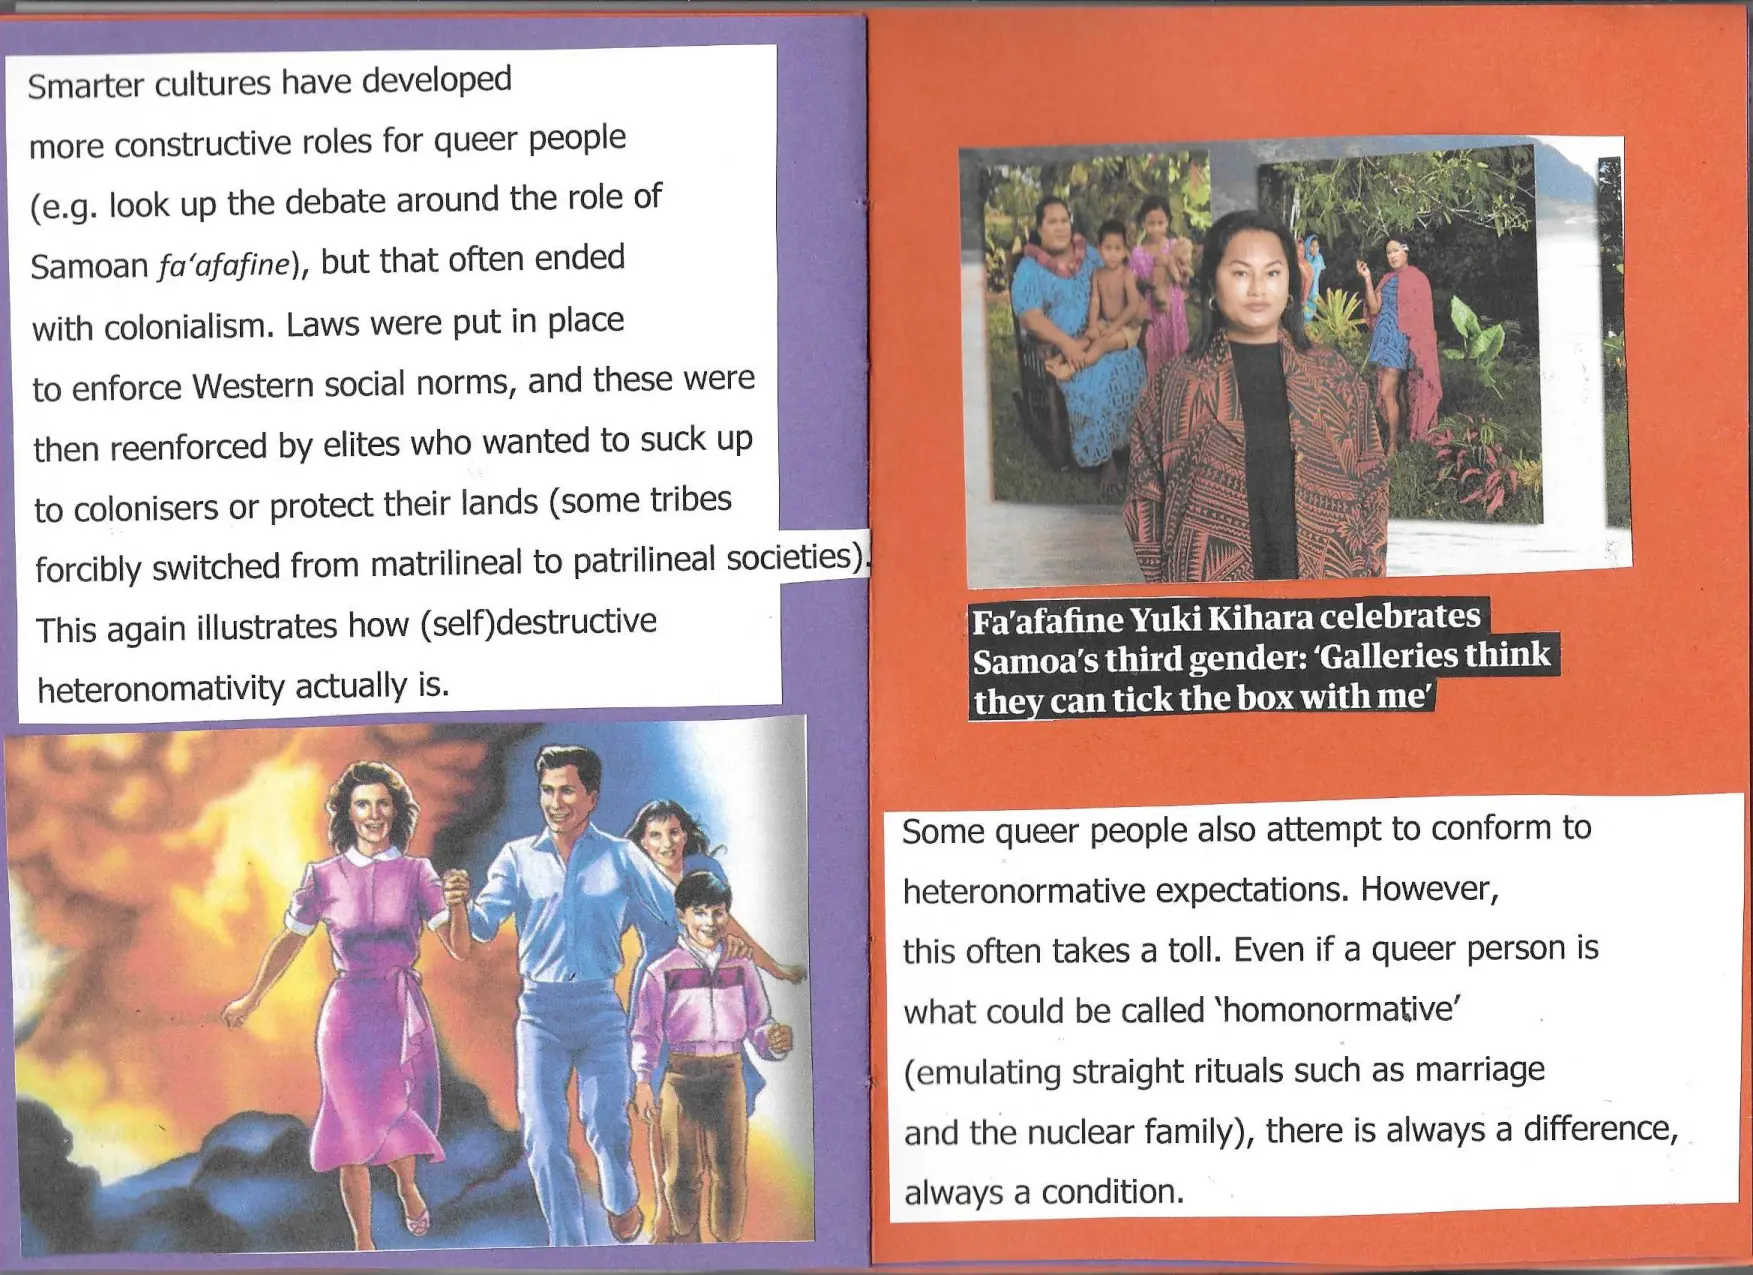 Smarter cultures have developed
more constructive roles for queer people
(e.g. look up the debate around the role of
Samoan fa‘afafine), but that often ended
with colonialism. Laws were put in place
to enforce Western social norms, and these were
then reenforced by elites who wanted to suck up
to colonisers or protect their lands (some tribes
forcibly switched from matrilineal to patrilineal societies).
This again illustrates how (self)destructive
heteronomativity actually is.
Fa’afafine Yuki Kihara celebrates
Samoa’s third gender: ‘Galleries think
they can tick the box with me’
Some queer people also attempt to conform to
heteronormative expectations. However,
this often takes a toll. Even if a queer person is
what could be called ‘homonormative’
(emulating straight rituals such as marriage
and the nuclear family), there is always a difference,
always a condition.